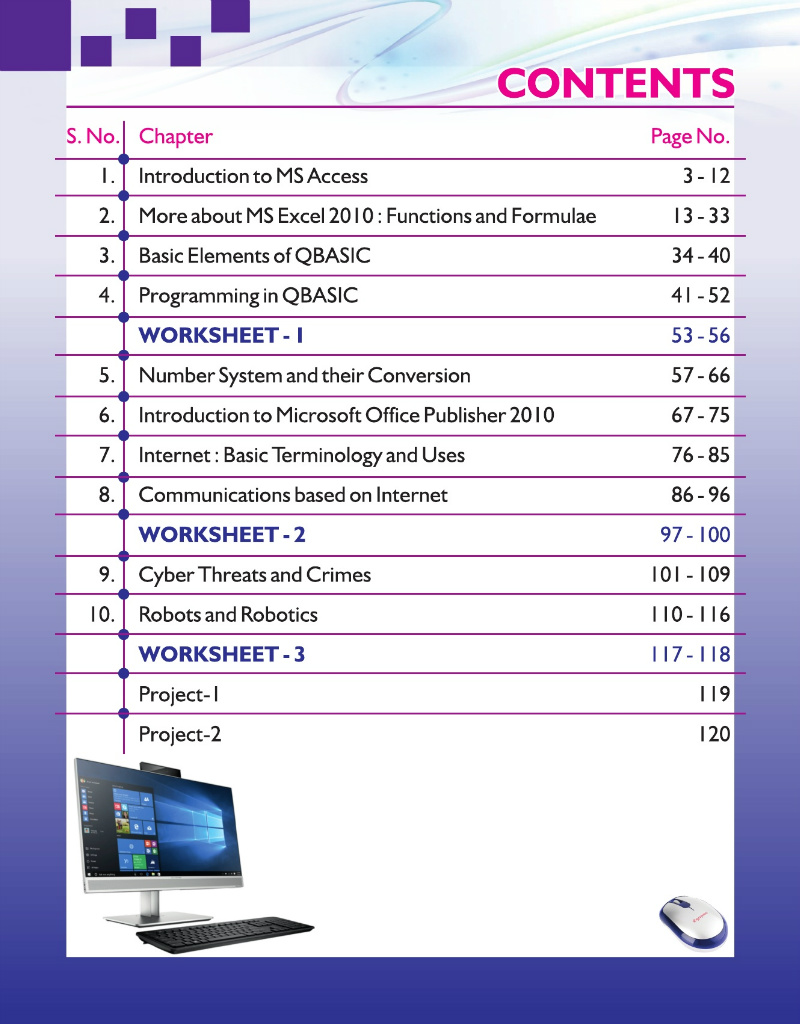 CONTENTS
S. No. Chapter Page No.
1. Introduction to MS Access 3 - 12
2. More about MS Excel 2010 : Functions and Formulae 13 - 33
3. Basic Elements of QBASIC 34 - 40
4. Programming in QBASIC 41 - 52
WORKSHEET - 1 53 - 56
5. Number System and their Conversion 57 - 66
6. Introduction to Microsoft Office Publisher 2010 67 - 75
7. Internet : Basic Terminology and Uses 76 - 85
8. Communications based on Internet 86 - 96
WORKSHEET - 2 97 - 100
9. Cyber Threats and Crimes 101 - 109
10. Robots and Robotics 110 - 116
WORKSHEET - 3 117 - 118
Project-1 119
Project-2 120